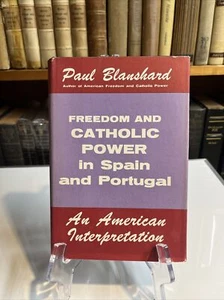 Paul Blanshard
Author of American Freedom and Catholic Power
FREEDOM AND
CATHOLIC
POWER
in Spain
and Portugal
An American
Interpretation